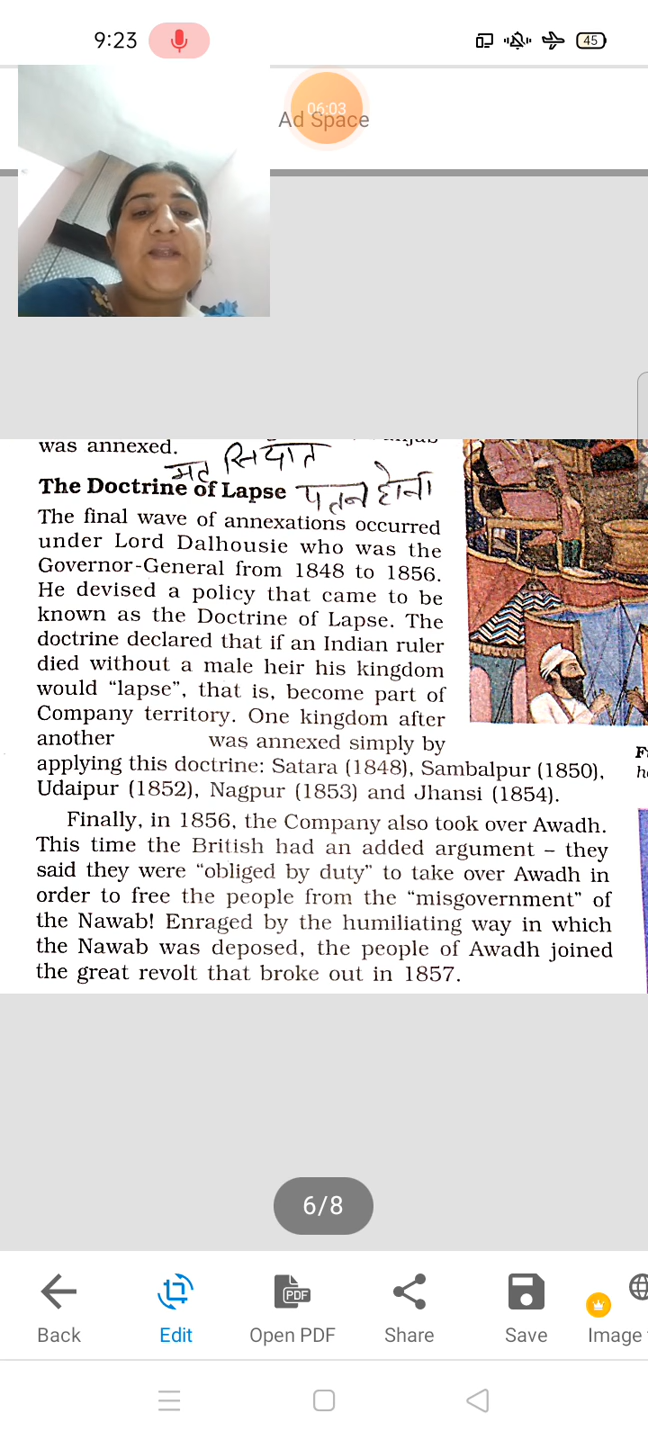 9:23
45
06:03
Ad Space
was annexed.
मत
The Doctrine of Lapse पतन होना
The final wave of annexations occurred
under Lord Dalhousie who was the
Governor-General from 1848 to 1856.
He devised a policy that came to be
known as the Doctrine of Lapse. The
doctrine declared that if an Indian ruler
died without a male heir his kingdom
would “lapse”, that is, become part of
Company territory. One kingdom after
another was annexed simply by
applying this doctrine: Satara (1848), Sambalpur (1850),
Udaipur (1852), Nagpur (1853) and Jhansi (1854).
Finally, in 1856, the Company also took over Awadh.
This time the British had an added argument – they
said they were “obliged by duty” to take over Awadh in
order to free the people from the “misgovernment” of
the Nawab! Enraged by the humiliating way in which
the Nawab was deposed, the people of Awadh joined
the great revolt that broke out in 1857.
6/8
PDF
Back Edit Open PDF Share Save Image